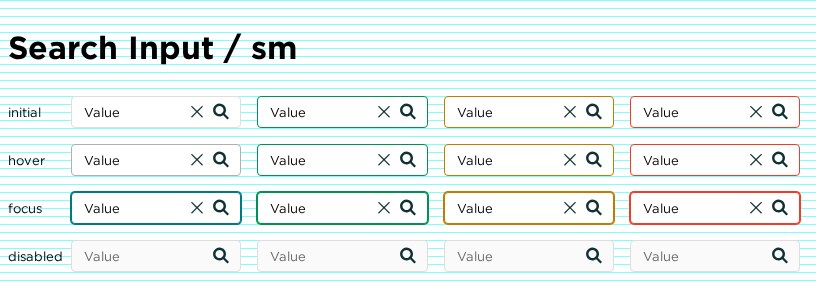 Search Input / sm
initial Value Value Value Value
hover Value Value Value Value
focus Value Value Value Value
disabled Value Value Value Value